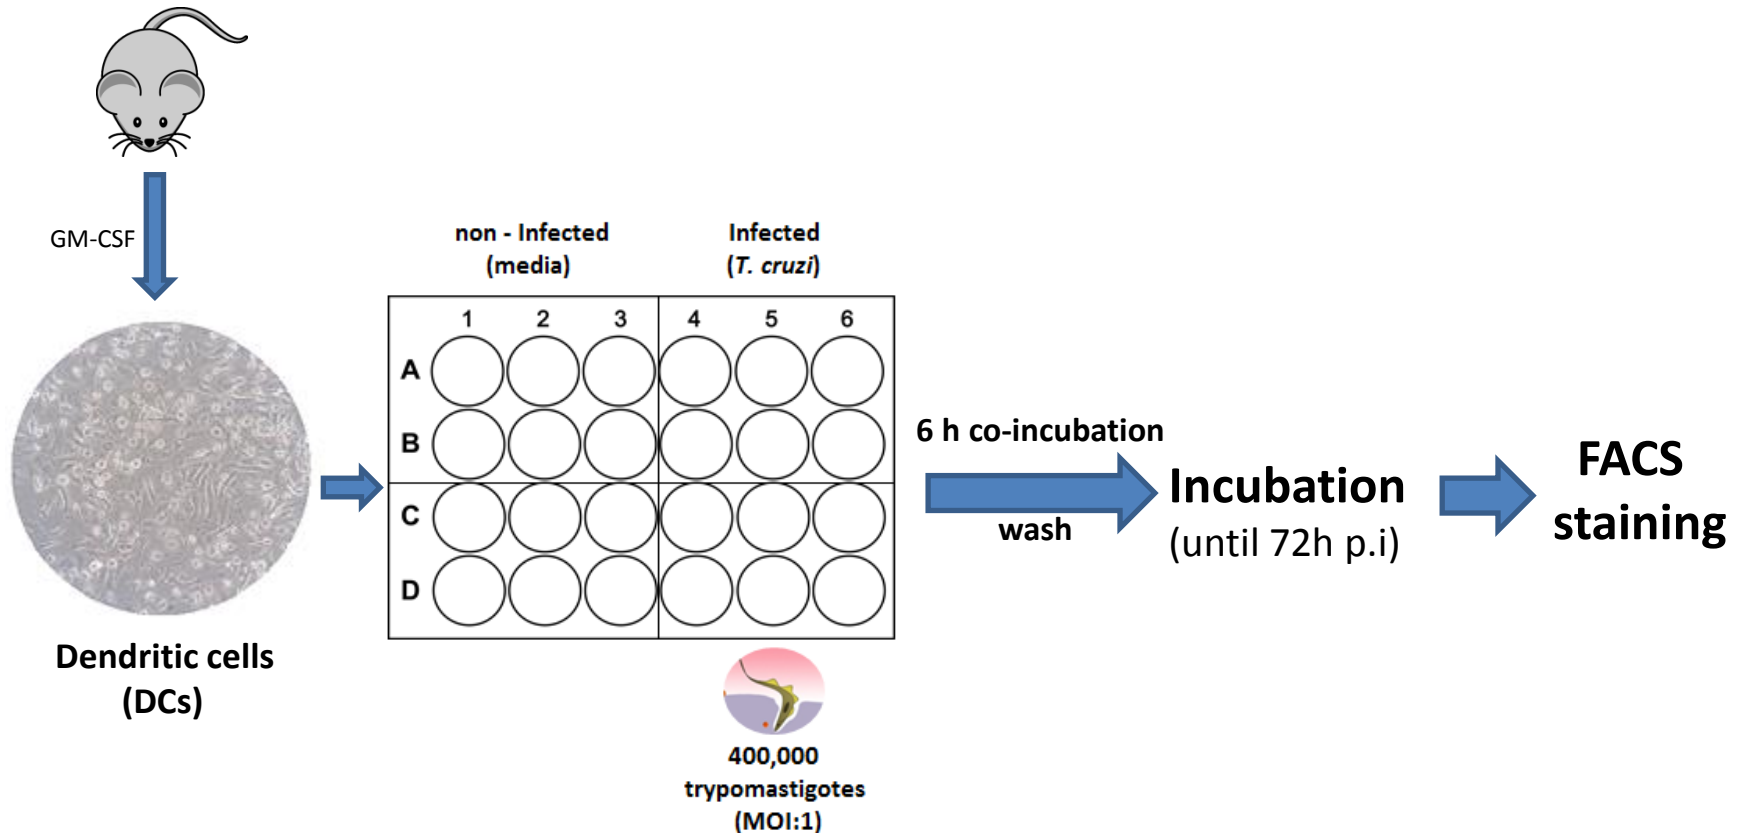 GM-CSF
Dendritic cells
(DCs)
non - Infected
(media)
Infected
(T. cruzi)
1 2 3 4 5 6
A
B
C
D
400,000
trypomastigotes
(MOI:1)
6 h co-incubation
wash
Incubation
(until 72h p.i)
FACS
staining